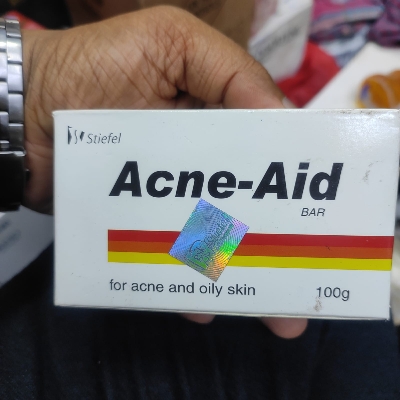 Stiefel
Acne-Aid
BAR
for acne and oily skin
100g